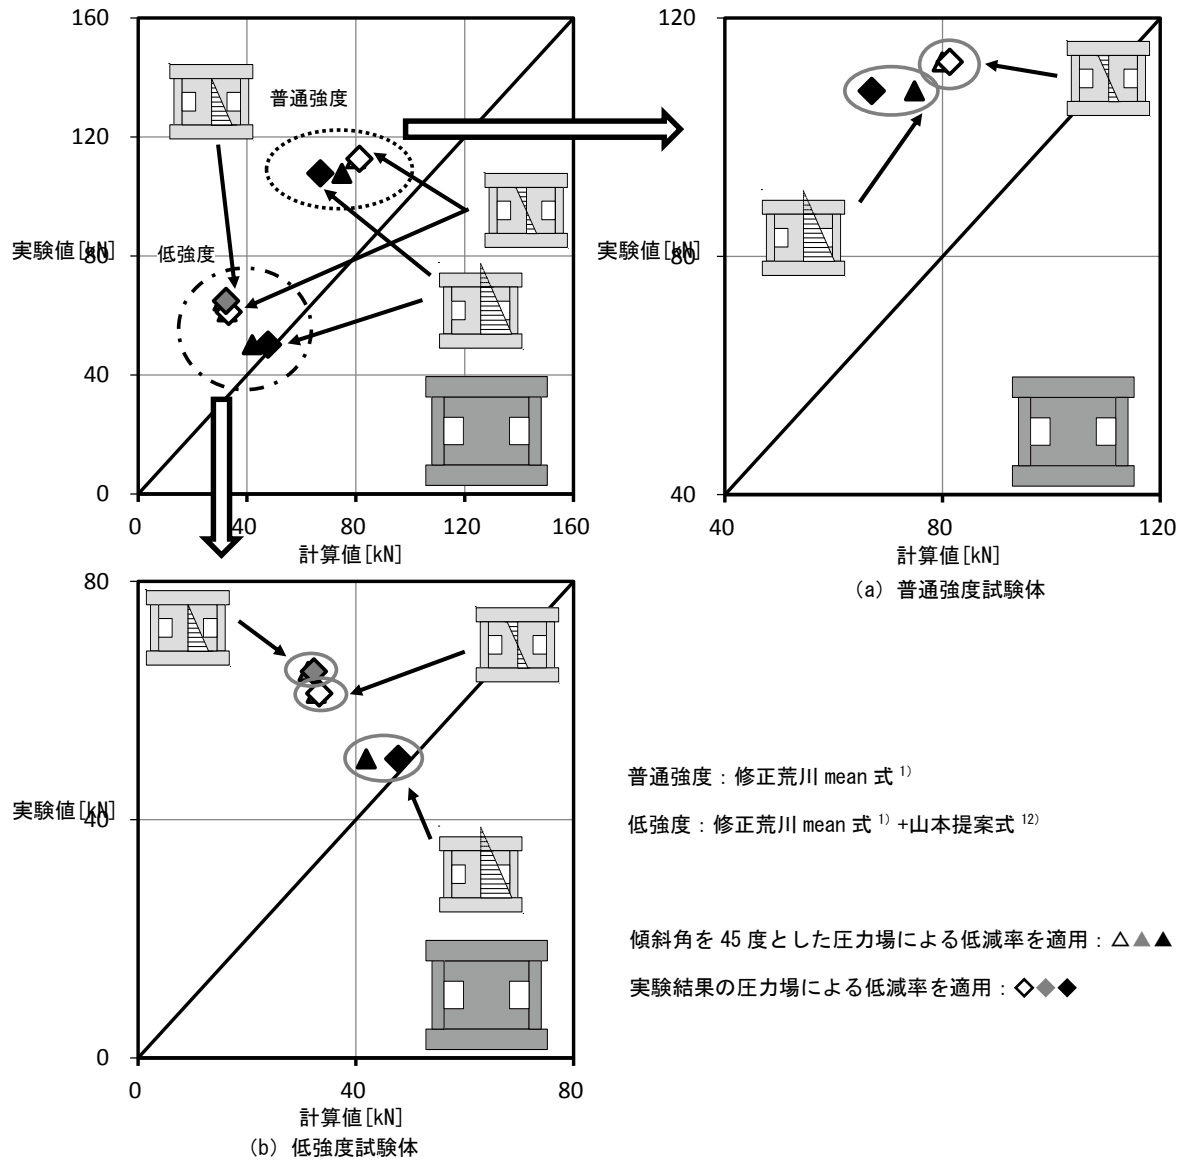 160
120
80
40
0
0
40
80
120
160
実験値[kN]
計算値[kN]
普通強度
低強度
120
80
40
40
80
120
実験値[kN]
計算値[kN]
(a) 普通強度試験体
80
40
0
0
40
80
実験値[kN]
計算値[kN]
(b) 低強度試験体
普通強度：修正荒川 mean 式 1)
低強度：修正荒川 mean 式 1) +山本提案式 12)
傾斜角を 45 度とした圧力場による低減率を適用：△▲▲
実験結果の圧力場による低減率を適用：◇◆◆